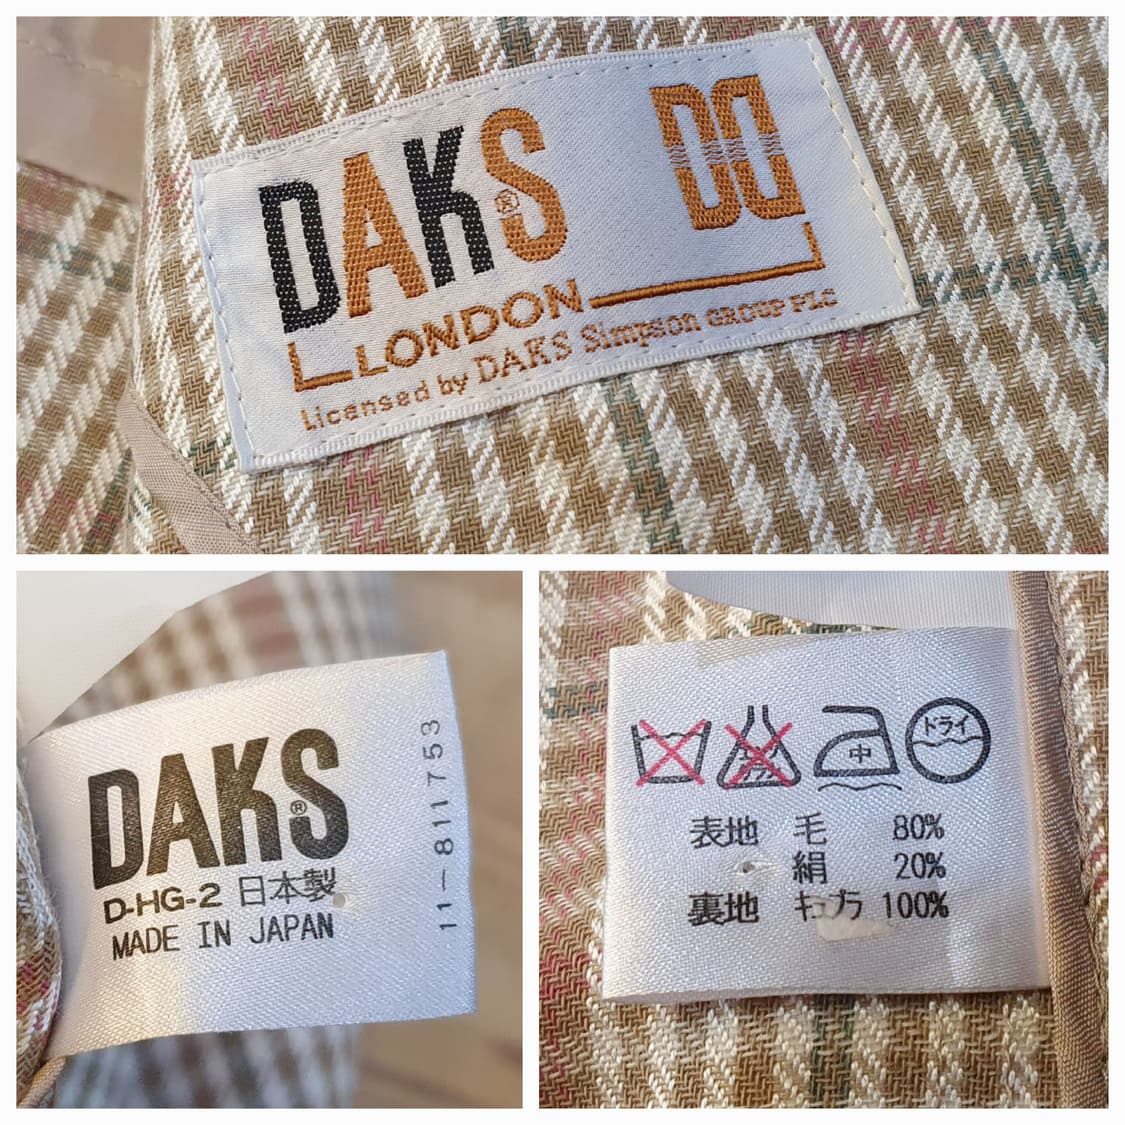 DAKS®
LONDON
Licensed by DAKS Simpson GROUP PLC
DAKS®
D-HG-2 日本製
MADE IN JAPAN
11-811753
中 ドライ
表地 毛 80%
絹 20%
裏地 キュプラ 100%